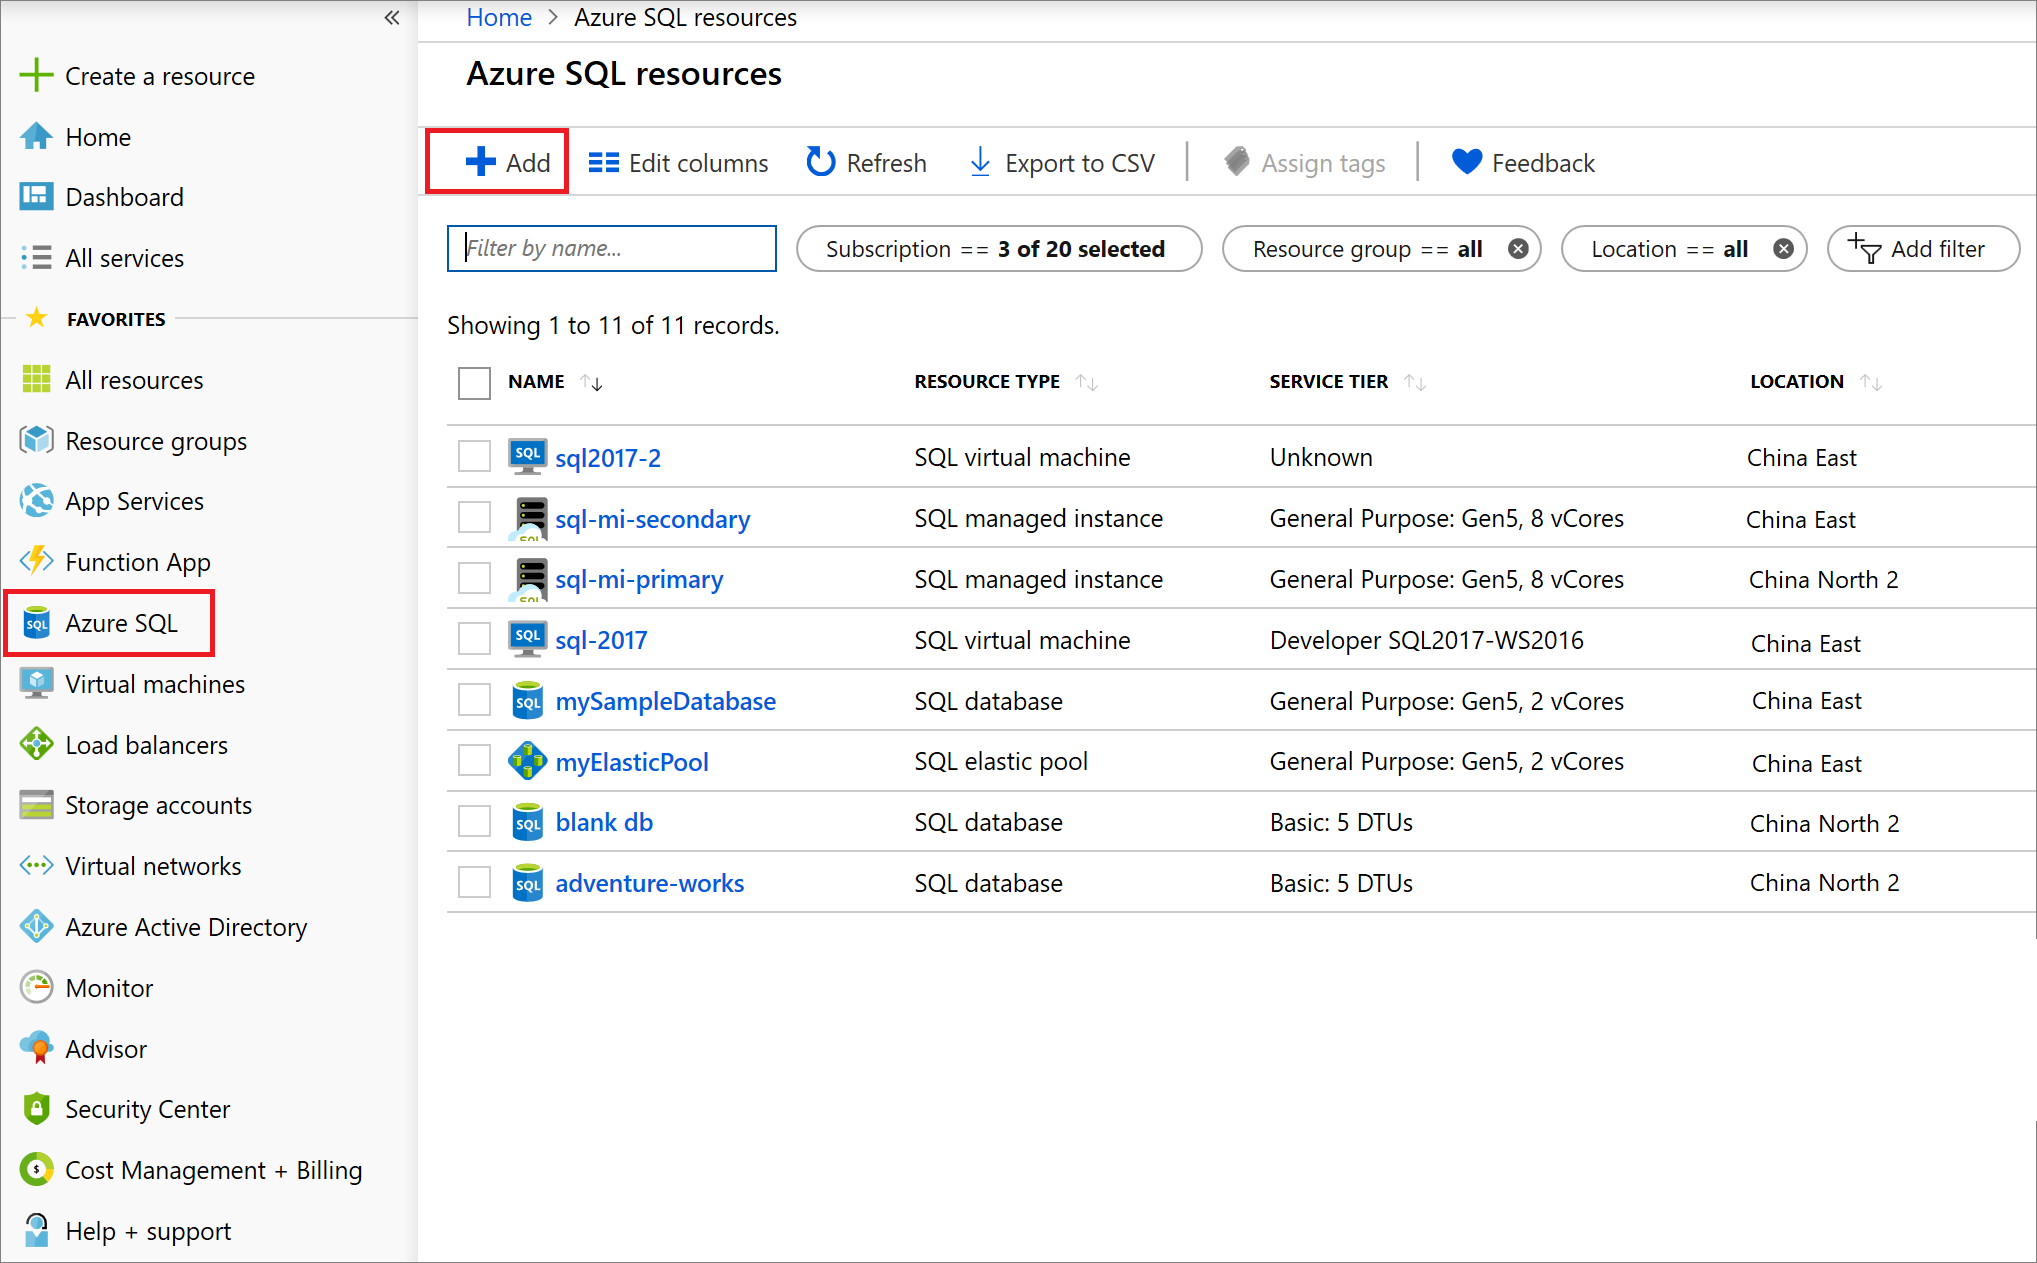 Home > Azure SQL resources
Create a resource
Home
Dashboard
All services
FAVORITES
All resources
Resource groups
App Services
Function App
Azure SQL
Virtual machines
Load balancers
Storage accounts
Virtual networks
Azure Active Directory
Monitor
Advisor
Security Center
Cost Management + Billing
Help + support
Azure SQL resources
Add Edit columns Refresh Export to CSV Assign tags Feedback
Filter by name... Subscription == 3 of 20 selected Resource group == all Location == all Add filter
Showing 1 to 11 of 11 records.
NAME RESOURCE TYPE SERVICE TIER LOCATION
SQL sql2017-2 SQL virtual machine Unknown China East
SQL sql-mi-secondary SQL managed instance General Purpose: Gen5, 8 vCores China East
SQL sql-mi-primary SQL managed instance General Purpose: Gen5, 8 vCores China North 2
SQL sql-2017 SQL virtual machine Developer SQL2017-WS2016 China East
SQL mySampleDatabase SQL database General Purpose: Gen5, 2 vCores China East
myElasticPool SQL elastic pool General Purpose: Gen5, 2 vCores China East
SQL blank db SQL database Basic: 5 DTUs China North 2
SQL adventure-works SQL database Basic: 5 DTUs China North 2